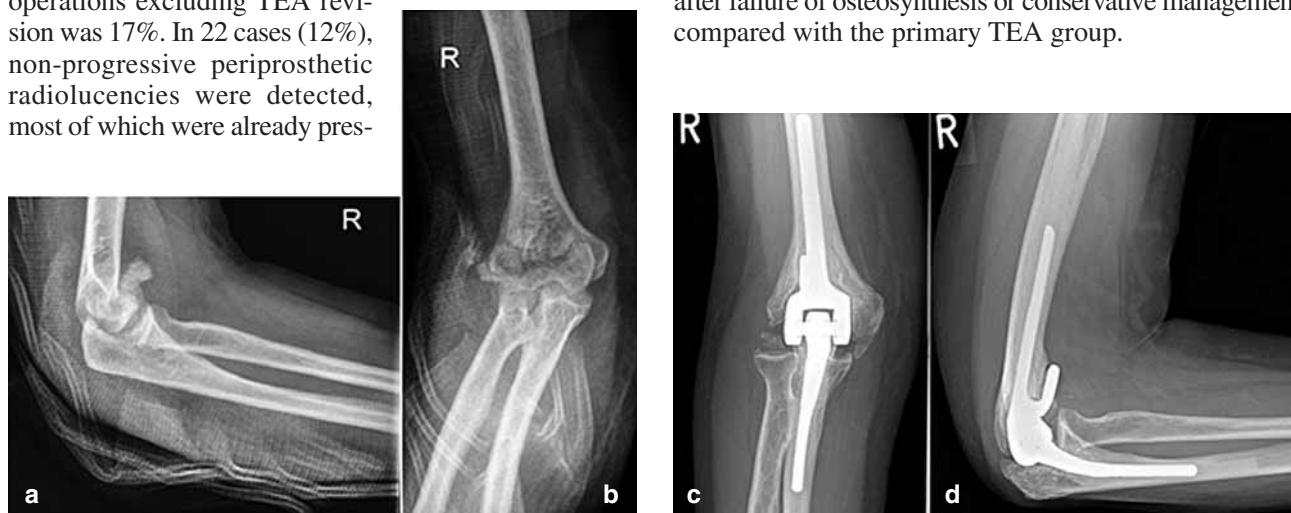 operations excluding TEA revi-
sion was 17%. In 22 cases (12%),
non-progressive periprosthetic
radiolucencies were detected,
most of which were already pres-
after failure of osteosynthesis or conservative managemen
compared with the primary TEA group.
R
R
R
R
a
b
c
d